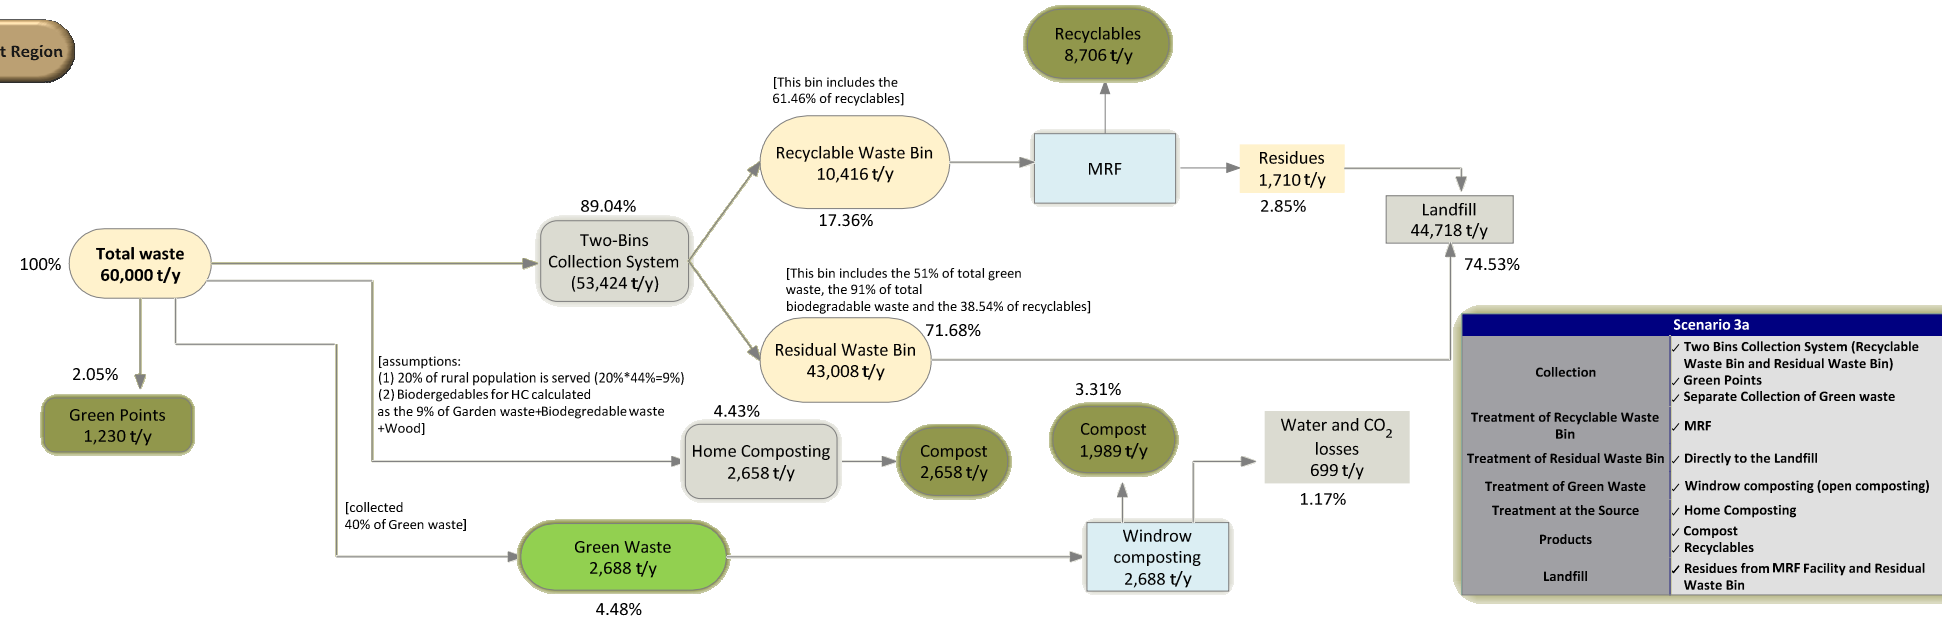 t Region
Recyclables
8,706 t/y
[This bin includes the
61.46% of recyclables]
Recyclable Waste Bin
10,416 t/y
17.36%
MRF
Residues
1,710 t/y
2.85%
Landfill
44,718 t/y
74.53%
89.04%
Two-Bins
Collection System
(53,424 t/y)
100%
Total waste
60,000 t/y
[This bin includes the 51% of total green
waste, the 91% of total
biodegradable waste and the 38.54% of recyclables]
71.68%
Residual Waste Bin
43,008 t/y
2.05%
Green Points
1,230 t/y
[assumptions:
(1) 20% of rural population is served (20%*44%=9%)
(2) Biodergedables for HC calculated
as the 9% of Garden waste+Biodegredable waste
+Wood]
4.43%
Home Composting
2,658 t/y
Compost
2,658 t/y
3.31%
Compost
1,989 t/y
Water and CO2
losses
699 t/y
1.17%
[collected
40% of Green waste]
Green Waste
2,688 t/y
4.48%
Windrow
composting
2,688 t/y
Scenario 3a
Collection
✓ Two Bins Collection System (Recyclable
Waste Bin and Residual Waste Bin)
✓ Green Points
✓ Separate Collection of Green waste
Treatment of Recyclable Waste
Bin
✓ MRF
Treatment of Residual Waste Bin
✓ Directly to the Landfill
Treatment of Green Waste
✓ Windrow composting (open composting)
Treatment at the Source
✓ Home Composting
Products
✓ Compost
✓ Recyclables
Landfill
✓ Residues from MRF Facility and Residual
Waste Bin